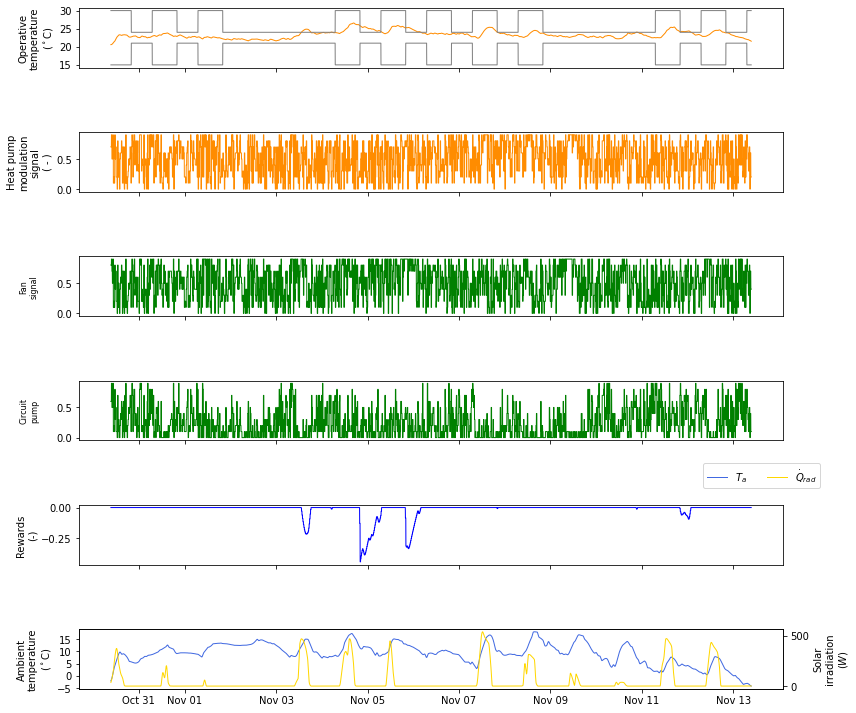 Operative
temperature
(°C)
30
25
20
15
Heat pump
modulation
signal
( - )
0.5
0.0
Fan
signal
0.5
0.0
Circuit
pump
0.5
0.0
T_a
Q̇_rad
Rewards
(-)
0.00
−0.25
Ambient
temperature
(°C)
15
10
5
0
−5
500
0
Solar
irradiation
(W)
Oct 31 Nov 01 Nov 03 Nov 05 Nov 07 Nov 09 Nov 11 Nov 13